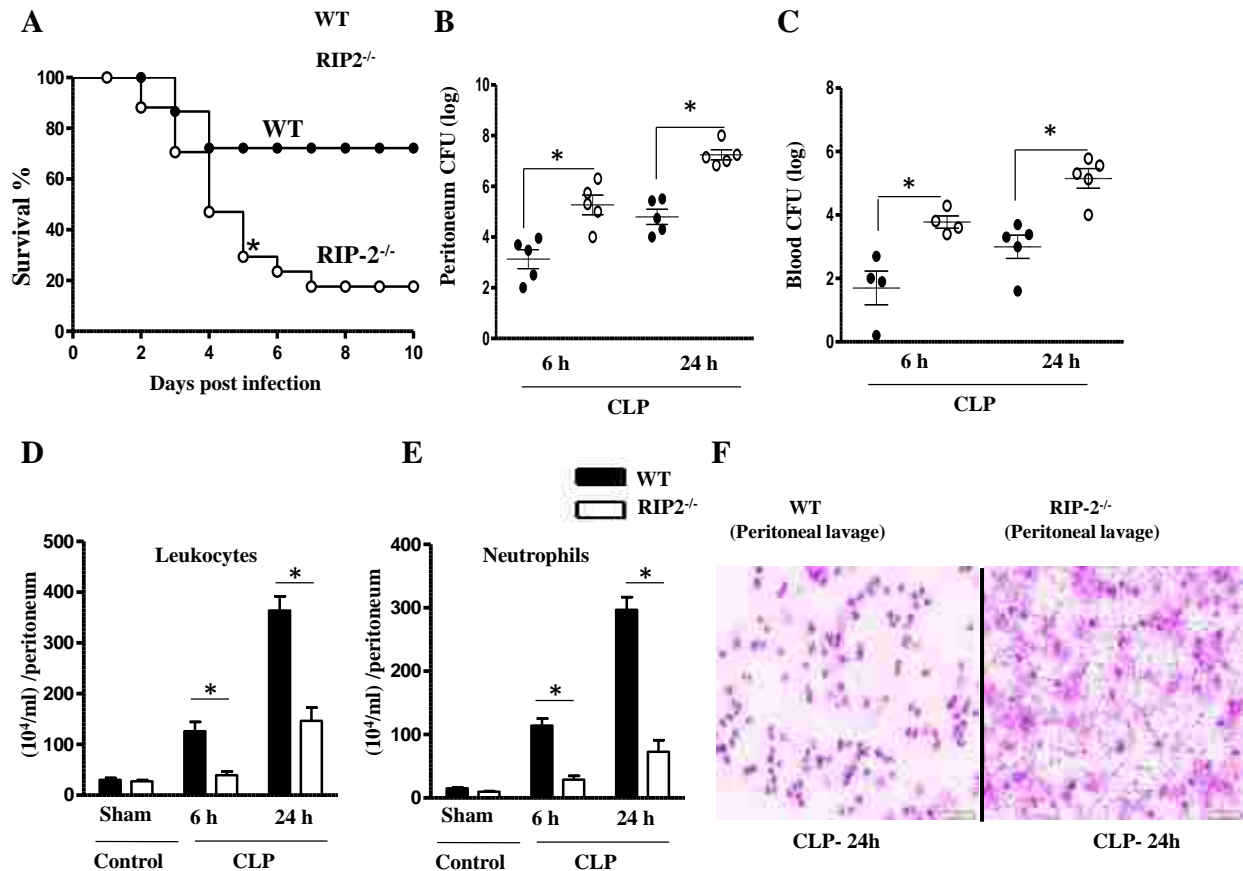 A
WT
RIP2-/-
Survival %
100
80
60
40
20
0
WT
*
RIP-2-/-
0 2 4 6 8 10
Days post infection
B
Peritoneum CFU (log)
10
8
6
4
2
0
*
*
6 h 24 h
CLP
C
Blood CFU (log)
8
6
4
2
0
*
*
6 h 24 h
CLP
D
Leukocytes
(10⁴/ml) /peritoneum
500
400
300
200
100
0
*
*
Sham 6 h 24 h
Control CLP
E
WT
RIP2-/-
Neutrophils
(10⁴/ml) /peritoneum
400
300
200
100
0
*
*
Sham 6 h 24 h
Control CLP
F
WT
(Peritoneal lavage)
RIP-2-/-
(Peritoneal lavage)
CLP- 24h
CLP- 24h